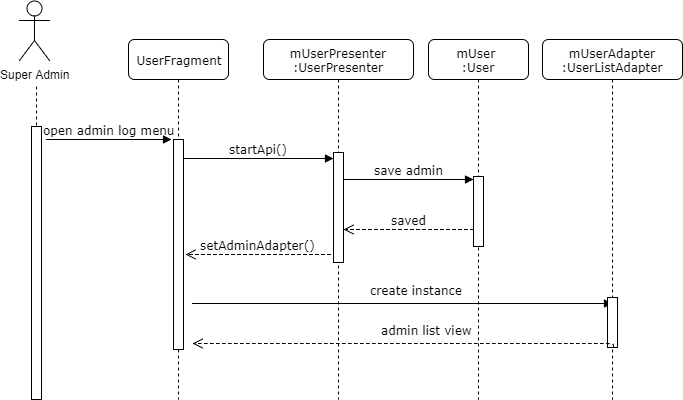 Super Admin
UserFragment
mUserPresenter
:UserPresenter
mUser
:User
mUserAdapter
:UserListAdapter
open admin log menu
startApi()
save admin
saved
setAdminAdapter()
create instance
admin list view